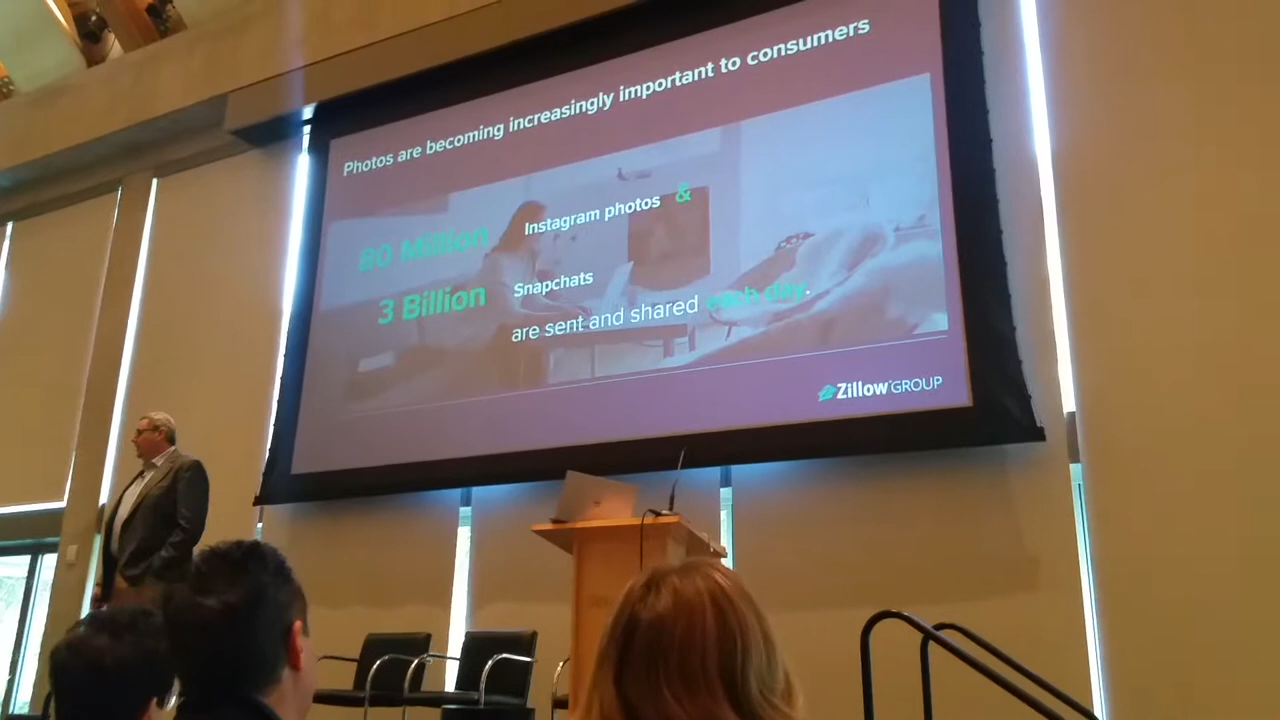 Photos are becoming increasingly important to consumers
80 Million Instagram photos &
3 Billion Snapchats
are sent and shared each day.
Zillow GROUP